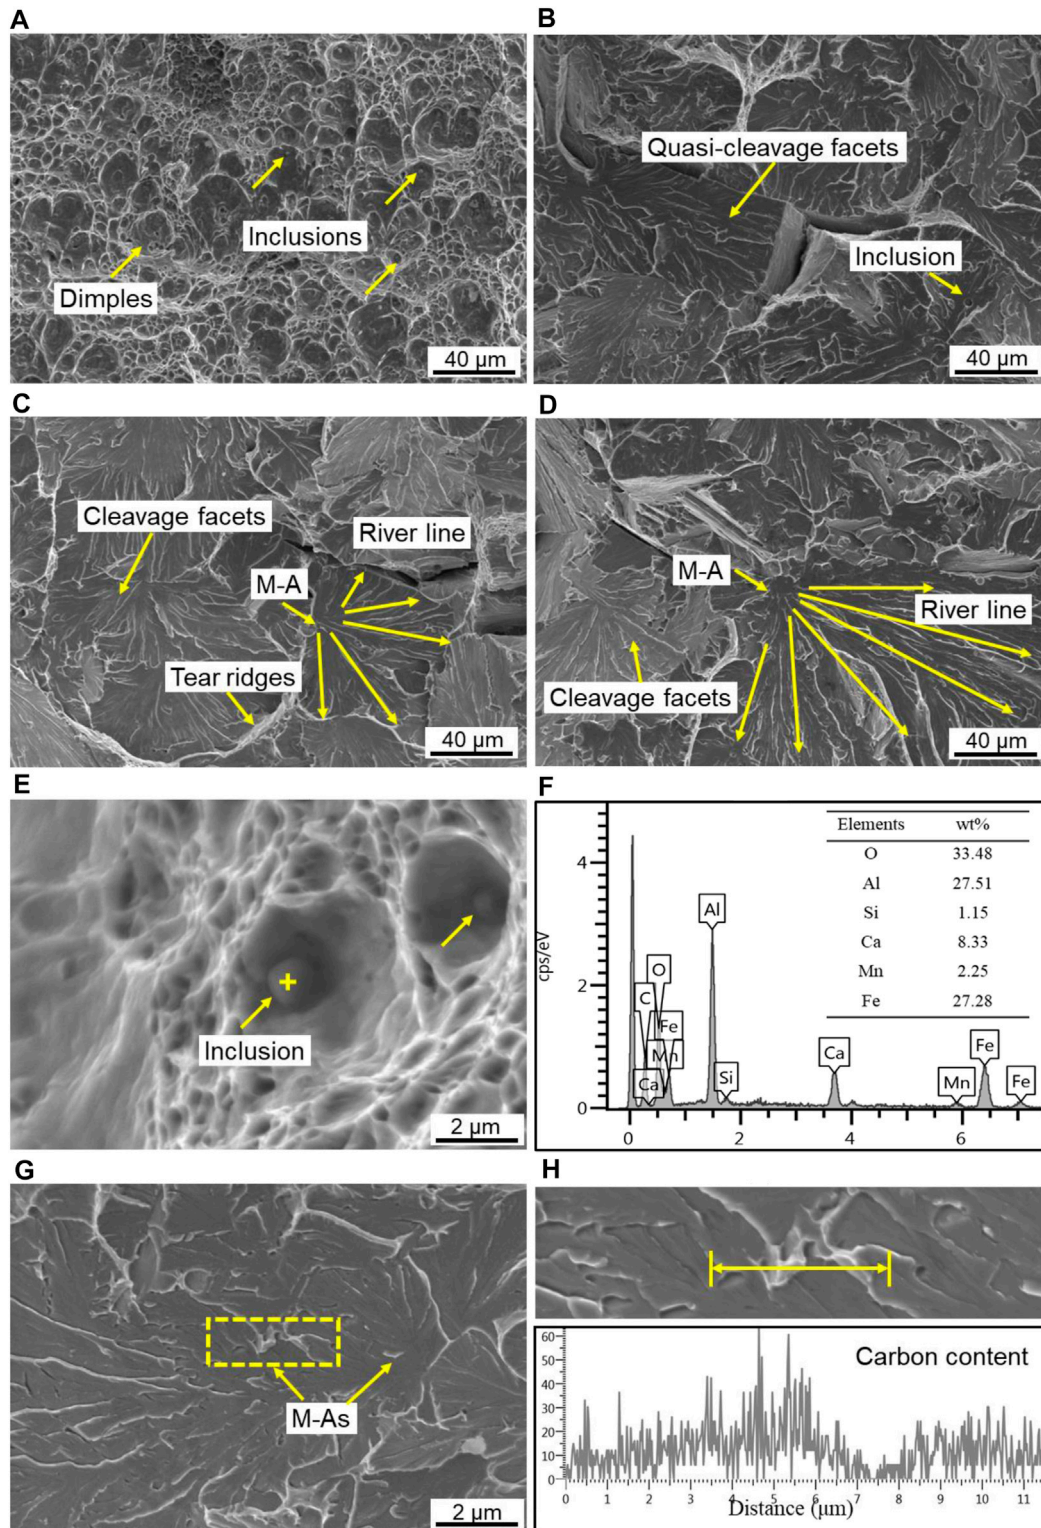 A
Inclusions
Dimples
40 µm
B
Quasi-cleavage facets
Inclusion
40 µm
C
Cleavage facets
River line
M-A
Tear ridges
40 µm
D
M-A
River line
Cleavage facets
40 µm
E
Inclusion
2 µm
F
Elements wt%
O 33.48
Al 27.51
Si 1.15
Ca 8.33
Mn 2.25
Fe 27.28
cps/eV
4
2
0
Al
O
C
Fe
Mn
Ca
Si
Ca
Mn
Fe
Fe
0 2 4 6
G
M-As
2 µm
H
Carbon content
60
50
40
30
20
10
0
0 1 2 3 4 5 6 7 8 9 10 11
Distance (µm)